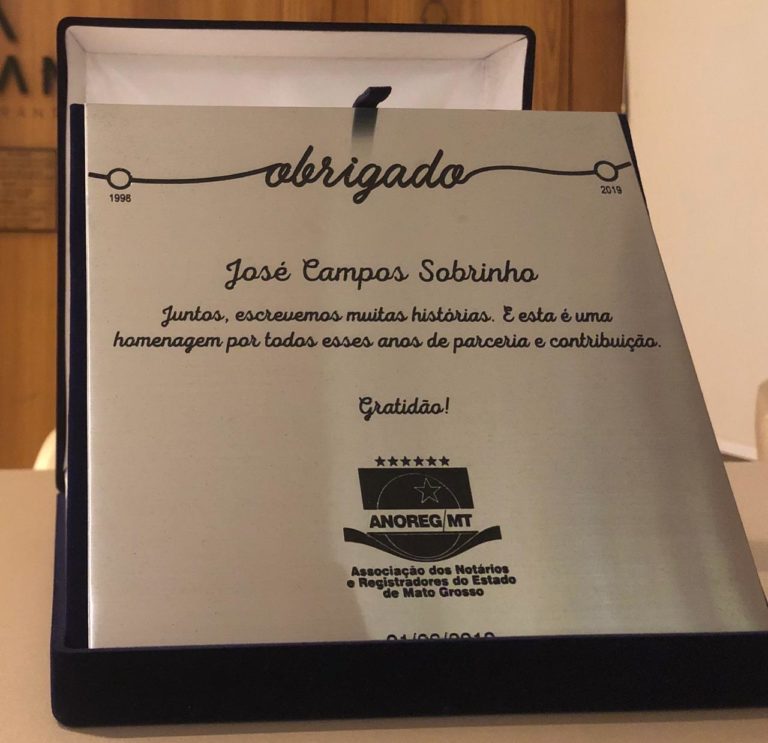 obrigado
1998
2019
José Campos Sobrinho
Juntos, escrevemos muitas histórias. E esta é uma
homenagem por todos esses anos de parceria e contribuição.
Gratidão!
ANOREG/MT
Associação dos Notários
e Registradores do Estado
de Mato Grosso